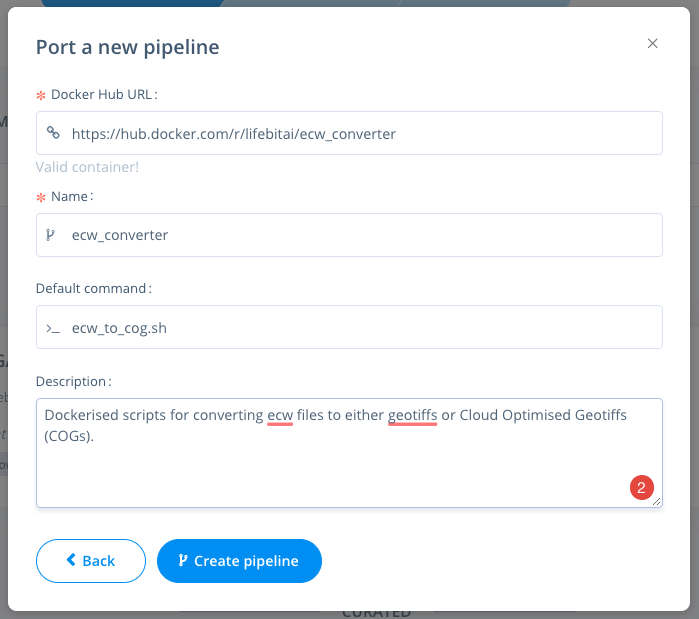 Port a new pipeline
* Docker Hub URL :
https://hub.docker.com/r/lifebitai/ecw_converter
Valid container!
* Name :
ecw_converter
Default command :
>_ ecw_to_cog.sh
Description :
Dockerised scripts for converting ecw files to either geotiffs or Cloud Optimised Geotiffs
(COGs).
2
Back
Create pipeline
CURATED